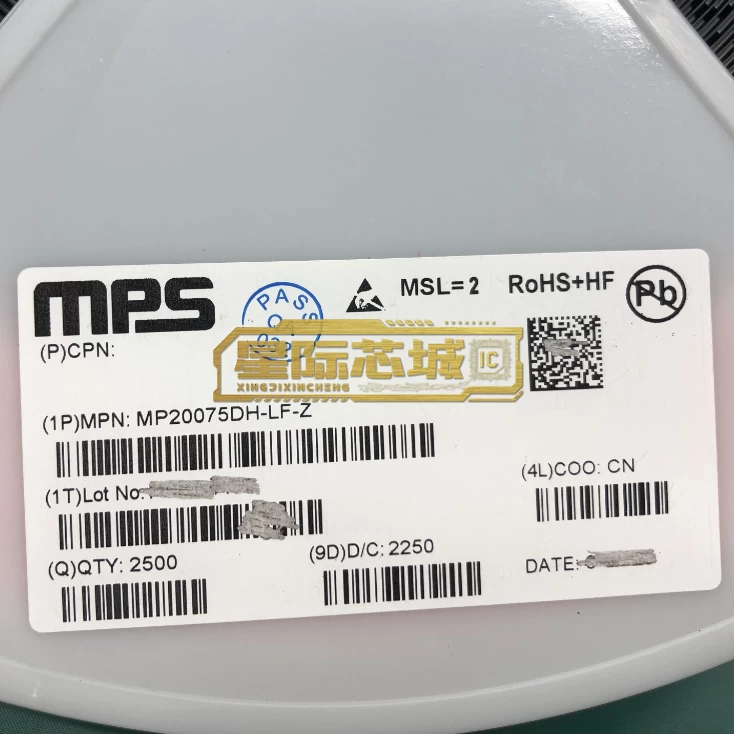 MPS
PASS
MSL=2
RoHS+HF
Pb
(P)CPN:
星际芯城
IC
XINGJIXINCHENG
(1P)MPN: MP20075DH-LF-Z
(1T)Lot No:
(4L)COO: CN
(Q)QTY: 2500
(9D)D/C: 2250
DATE: